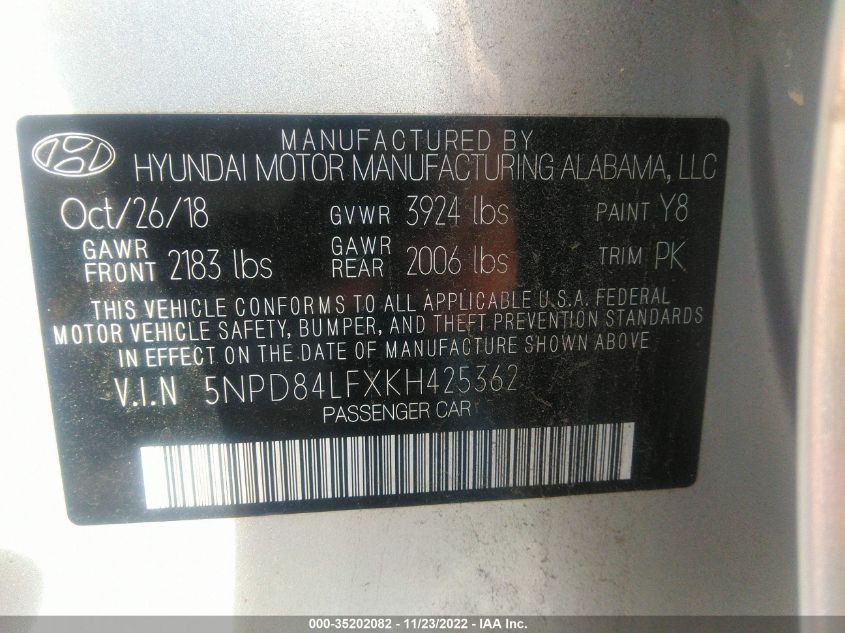 MANUFACTURED BY
HYUNDAI MOTOR MANUFACTURING ALABAMA, LLC
Oct/26/18 GVWR 3924 lbs PAINT Y8
GAWR FRONT 2183 lbs GAWR REAR 2006 lbs TRIM PK
THIS VEHICLE CONFORMS TO ALL APPLICABLE U.S.A. FEDERAL
MOTOR VEHICLE SAFETY, BUMPER, AND THEFT PREVENTION STANDARDS
IN EFFECT ON THE DATE OF MANUFACTURE SHOWN ABOVE
V.I.N 5NPD84LFXKH425362
PASSENGER CAR
000-35202082 - 11/23/2022 - IAA Inc.